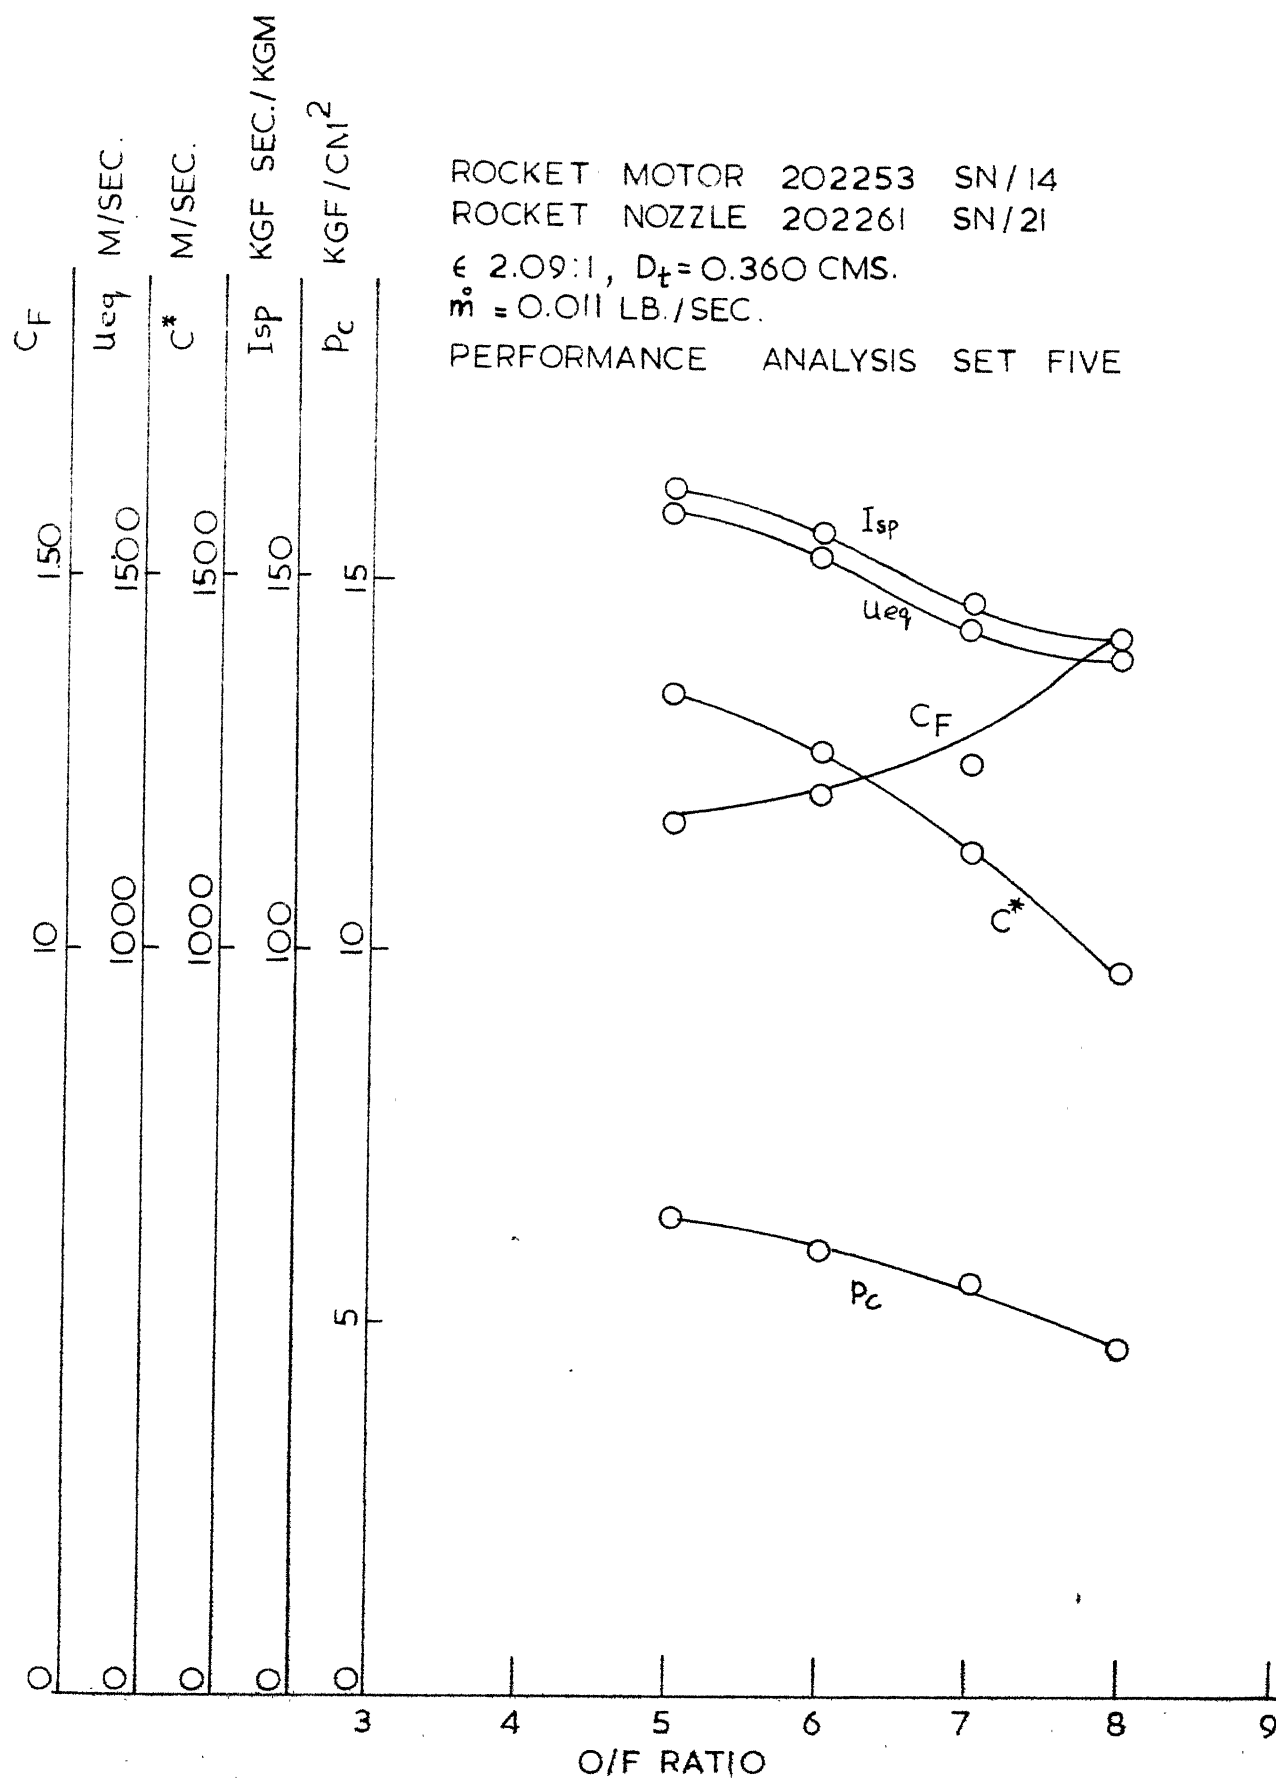 CF
Ueq M/SEC.
C* M/SEC.
Isp KGF SEC./KGM
Pc KGF/CM²
ROCKET MOTOR 202253 SN/14
ROCKET NOZZLE 202261 SN/21
ϵ 2.09:1, Dt = 0.360 CMS.
ṁ = 0.011 LB./SEC.
PERFORMANCE ANALYSIS SET FIVE
1.50 1500 1500 150 15
Isp
Ueq
CF
C*
10 1000 1000 100 10
5
Pc
0 0 0 0 0
3 4 5 6 7 8 9
O/F RATIO